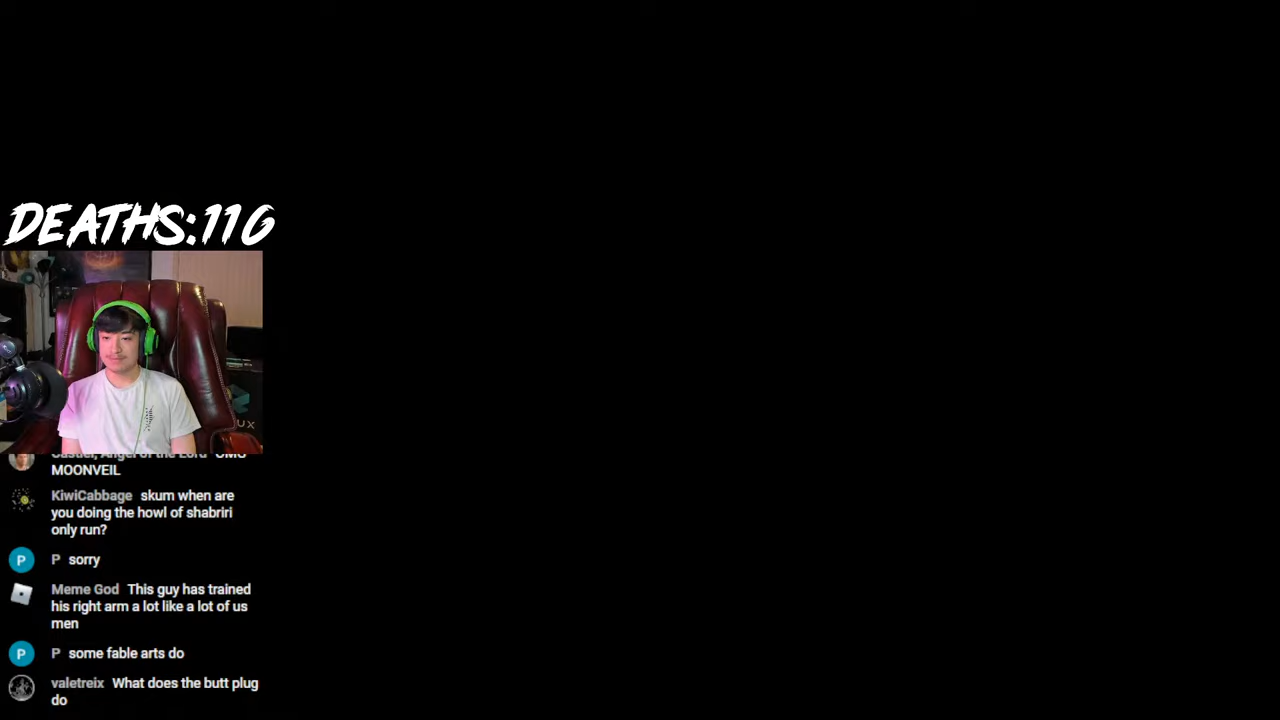 DEATHS:116
UX
MOONVEIL
KiwiCabbage skum when are
you doing the howl of shabriri
only run?
P P sorry
Meme God This guy has trained
his right arm a lot like a lot of us
men
P P some fable arts do
valetreix What does the butt plug
do